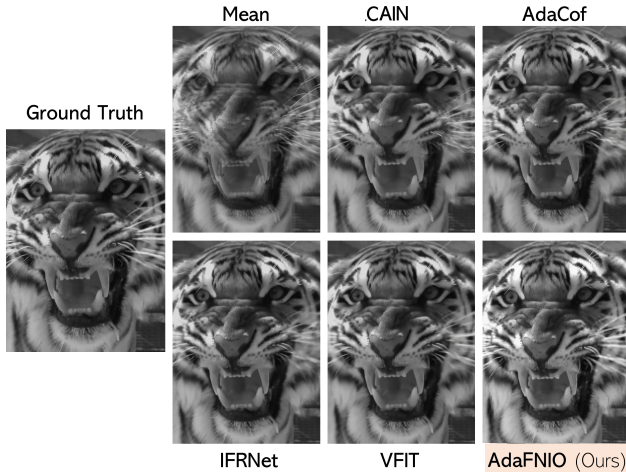 Mean
.CAIN
AdaCof
Ground Truth
IFRNet
VFIT
AdaFNIO (Ours)